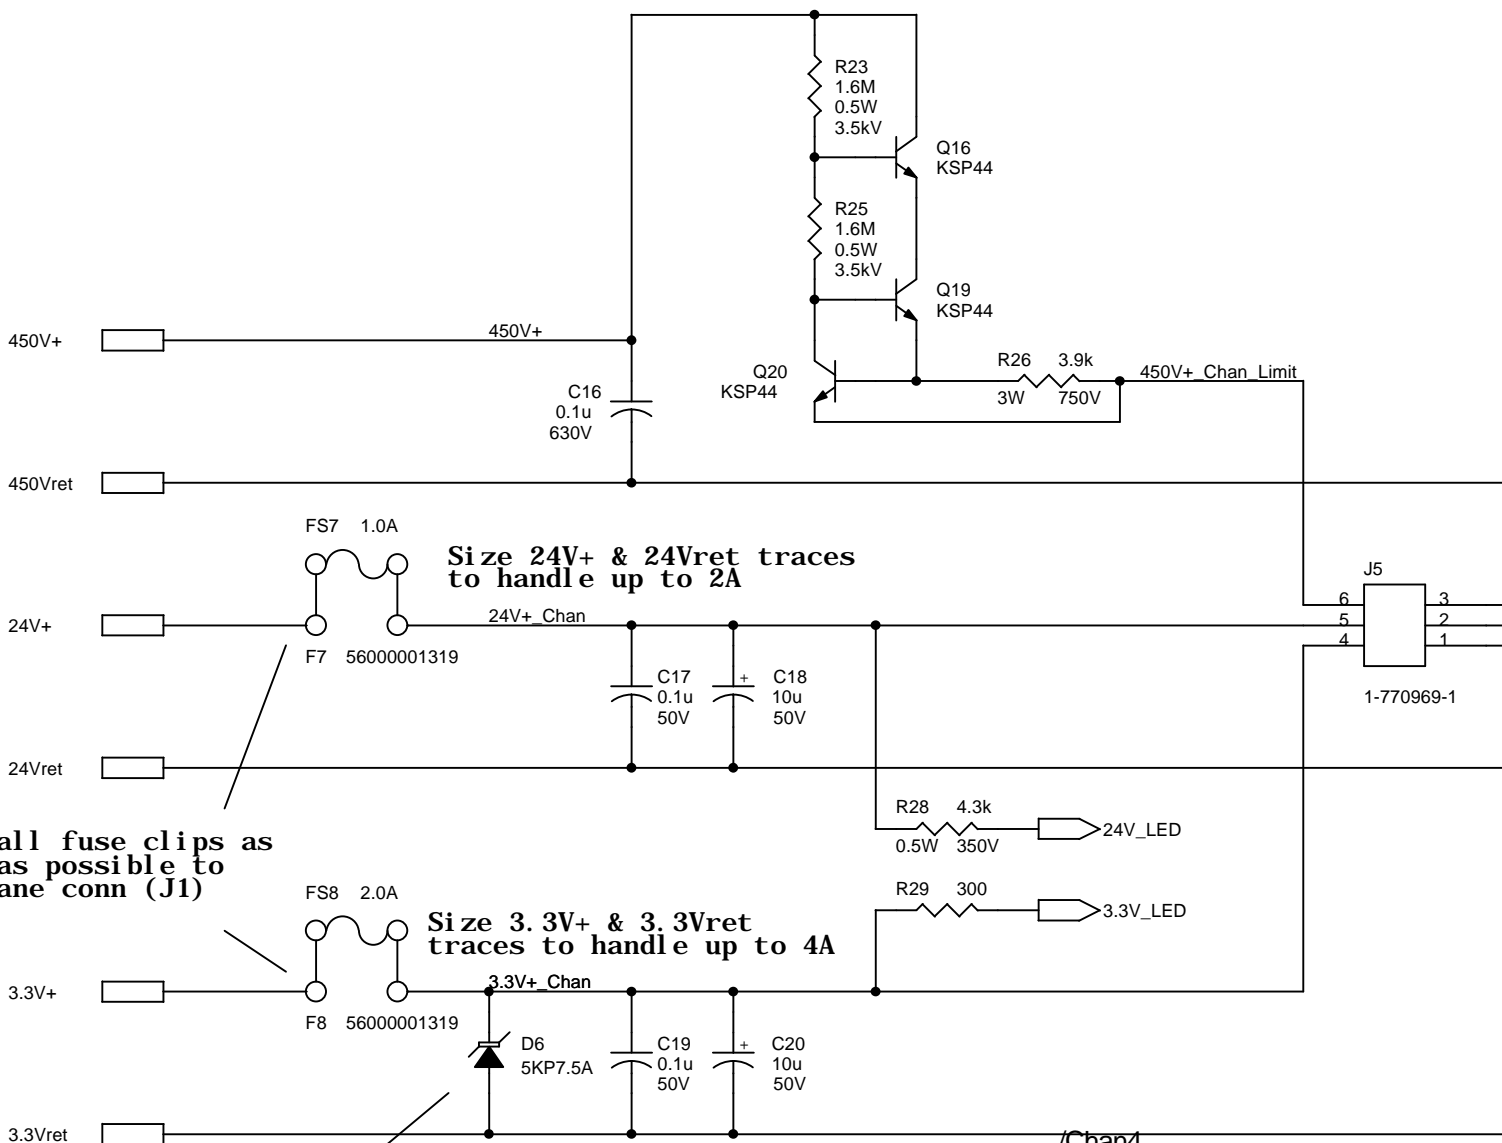 R23
1.6M
0.5W
3.5kV
Q16
KSP44
R25
1.6M
0.5W
3.5kV
Q19
KSP44
450V+
450V+
Q20
KSP44
R26 3.9k
3W 750V
450V+_Chan_Limit
C16
0.1u
630V
450Vret
FS7 1.0A
Size 24V+ & 24Vret traces
to handle up to 2A
J5
6 3
5 2
4 1
1-770969-1
24V+
24V+_Chan
F7 56000001319
C17
0.1u
50V
+ C18
10u
50V
24Vret
R28 4.3k
0.5W 350V
24V_LED
all fuse clips as
as possible to
ane conn (J1)
R29 300
3.3V_LED
FS8 2.0A
Size 3.3V+ & 3.3Vret
traces to handle up to 4A
3.3V+
3.3V+_Chan
F8 56000001319
D6
5KP7.5A
C19
0.1u
50V
+ C20
10u
50V
3.3Vret
/Chan4